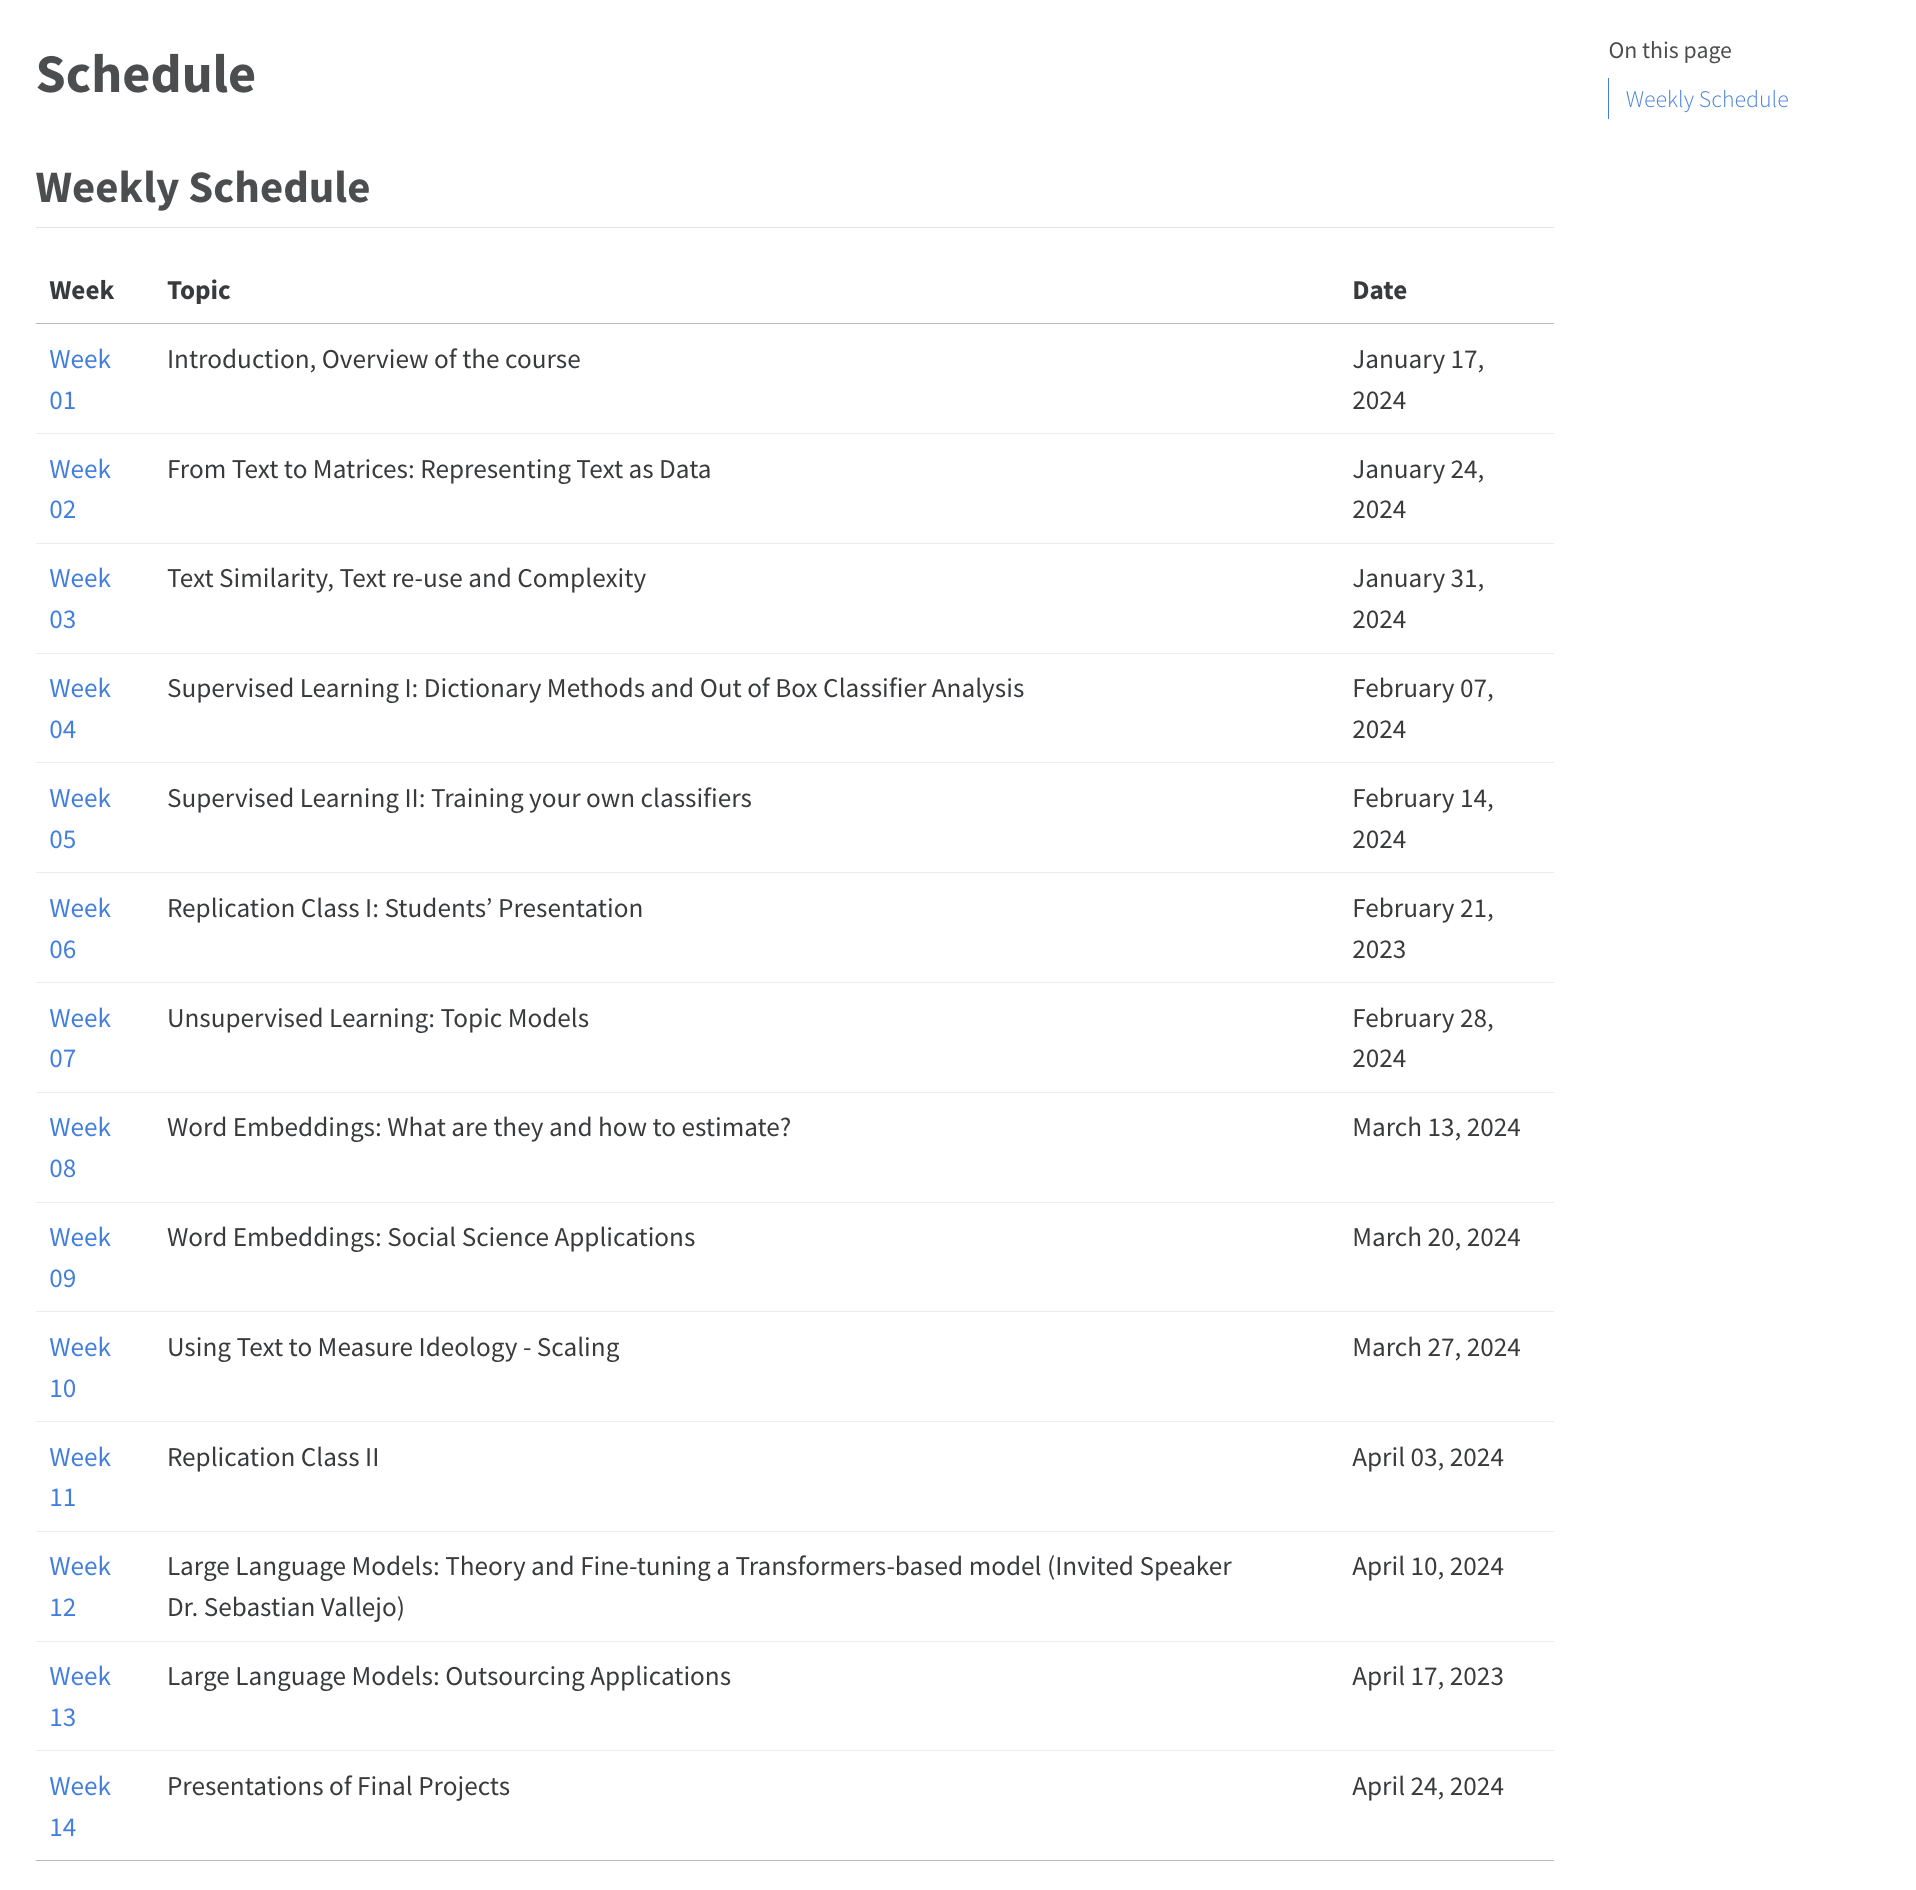 Schedule
On this page
Weekly Schedule
Weekly Schedule
Week Topic Date
Week Introduction, Overview of the course January 17,
01 2024
Week From Text to Matrices: Representing Text as Data January 24,
02 2024
Week Text Similarity, Text re-use and Complexity January 31,
03 2024
Week Supervised Learning I: Dictionary Methods and Out of Box Classifier Analysis February 07,
04 2024
Week Supervised Learning II: Training your own classifiers February 14,
05 2024
Week Replication Class I: Students’ Presentation February 21,
06 2023
Week Unsupervised Learning: Topic Models February 28,
07 2024
Week Word Embeddings: What are they and how to estimate? March 13, 2024
08
Week Word Embeddings: Social Science Applications March 20, 2024
09
Week Using Text to Measure Ideology - Scaling March 27, 2024
10
Week Replication Class II April 03, 2024
11
Week Large Language Models: Theory and Fine-tuning a Transformers-based model (Invited Speaker April 10, 2024
12 Dr. Sebastian Vallejo)
Week Large Language Models: Outsourcing Applications April 17, 2023
13
Week Presentations of Final Projects April 24, 2024
14